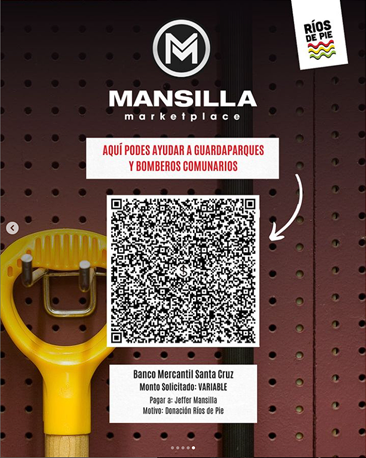 RÍOS
DE PIE
MANSILLA
marketplace
AQUÍ PODES AYUDAR A GUARDAPARQUES
Y BOMBEROS COMUNARIOS
Banco Mercantil Santa Cruz
Monto Solicitado: VARIABLE
Pagar a: Jeffer Mansilla
Motivo: Donación Ríos de Pie